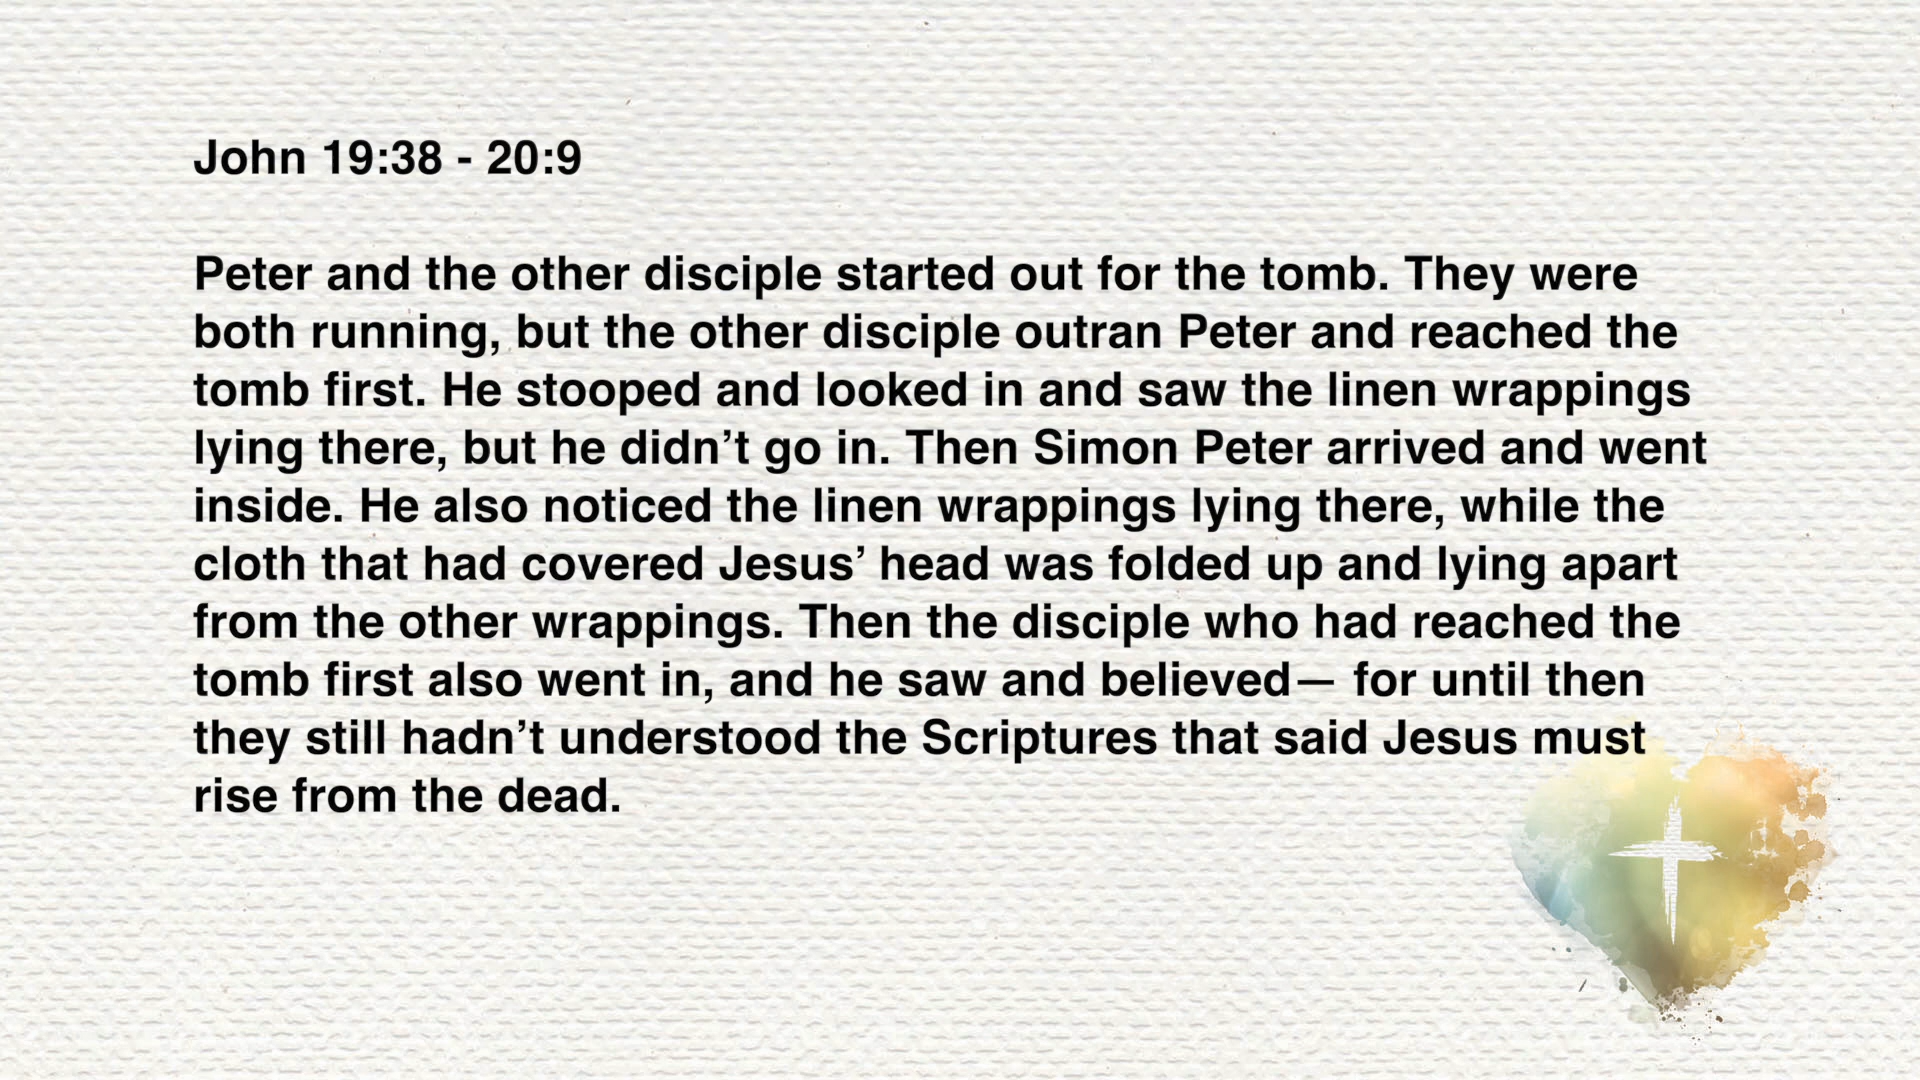 John 19:38 - 20:9
Peter and the other disciple started out for the tomb. They were
both running, but the other disciple outran Peter and reached the
tomb first. He stooped and looked in and saw the linen wrappings
lying there, but he didn’t go in. Then Simon Peter arrived and went
inside. He also noticed the linen wrappings lying there, while the
cloth that had covered Jesus’ head was folded up and lying apart
from the other wrappings. Then the disciple who had reached the
tomb first also went in, and he saw and believed— for until then
they still hadn’t understood the Scriptures that said Jesus must
rise from the dead.